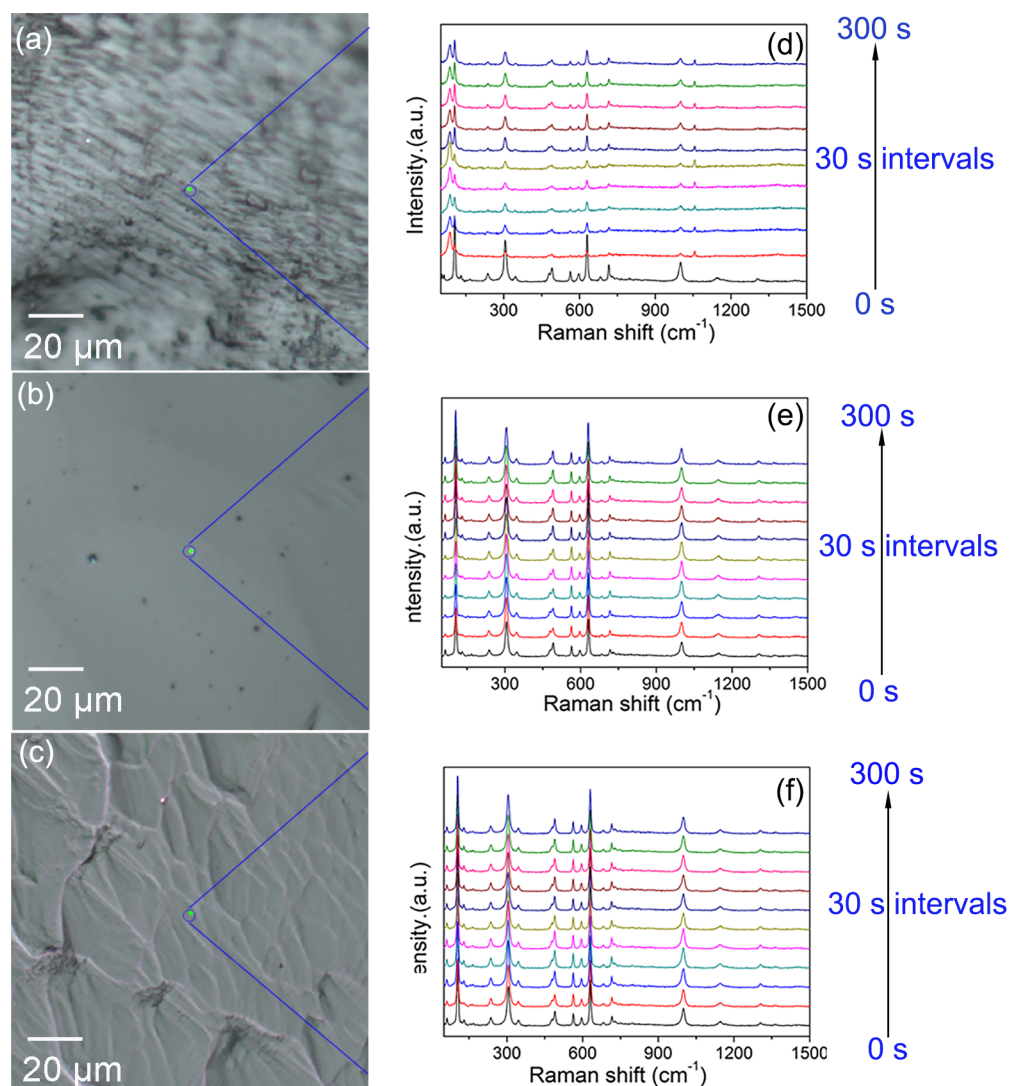 (a)
20 μm
(d)
Intensity.(a.u.)
300 600 900 1200 1500
Raman shift (cm⁻¹)
300 s
30 s intervals
0 s
(b)
20 μm
(e)
ntensity.(a.u.)
300 600 900 1200 1500
Raman shift (cm⁻¹)
300 s
30 s intervals
0 s
(c)
20 μm
(f)
ensity.(a.u.)
300 600 900 1200 1500
Raman shift (cm⁻¹)
300 s
30 s intervals
0 s